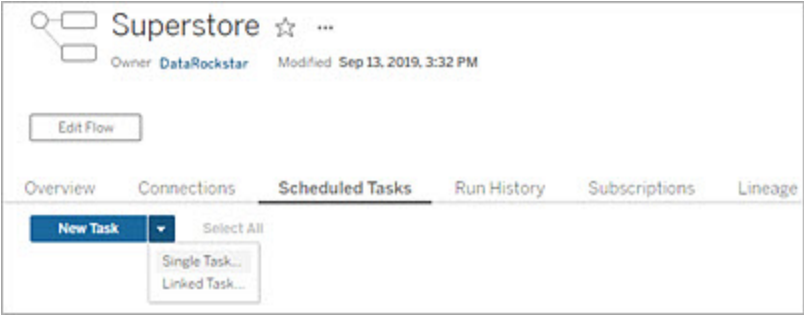 Superstore ☆ ···
Owner DataRockstar Modified Sep 13, 2019, 3:32 PM
Edit Flow
Overview Connections Scheduled Tasks Run History Subscriptions Lineage
New Task Select All
Single Task...
Linked Task...